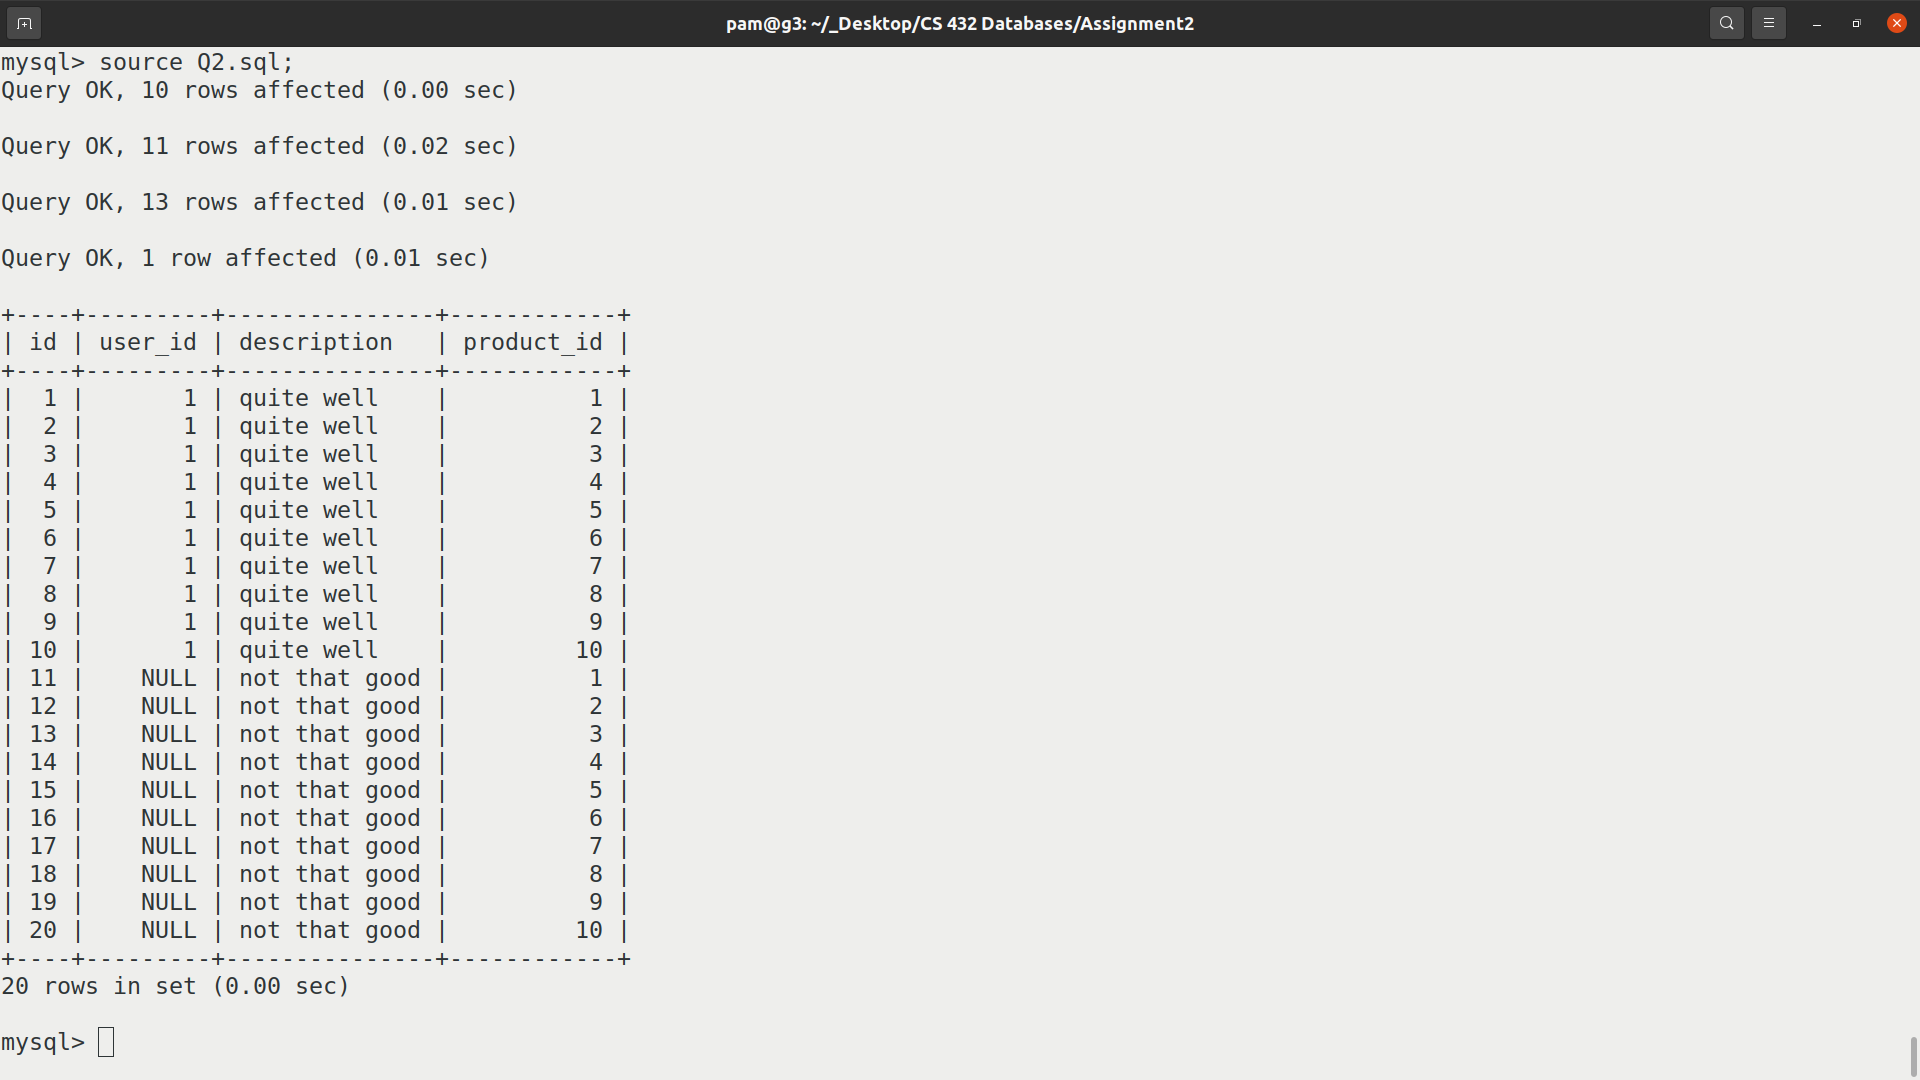 pam@g3: ~/_Desktop/CS 432 Databases/Assignment2
mysql> source Q2.sql;
Query OK, 10 rows affected (0.00 sec)

Query OK, 11 rows affected (0.02 sec)

Query OK, 13 rows affected (0.01 sec)

Query OK, 1 row affected (0.01 sec)

+----+---------+---------------+------------+
| id | user_id | description   | product_id |
+----+---------+---------------+------------+
|  1 |       1 | quite well    |          1 |
|  2 |       1 | quite well    |          2 |
|  3 |       1 | quite well    |          3 |
|  4 |       1 | quite well    |          4 |
|  5 |       1 | quite well    |          5 |
|  6 |       1 | quite well    |          6 |
|  7 |       1 | quite well    |          7 |
|  8 |       1 | quite well    |          8 |
|  9 |       1 | quite well    |          9 |
| 10 |       1 | quite well    |         10 |
| 11 |    NULL | not that good |          1 |
| 12 |    NULL | not that good |          2 |
| 13 |    NULL | not that good |          3 |
| 14 |    NULL | not that good |          4 |
| 15 |    NULL | not that good |          5 |
| 16 |    NULL | not that good |          6 |
| 17 |    NULL | not that good |          7 |
| 18 |    NULL | not that good |          8 |
| 19 |    NULL | not that good |          9 |
| 20 |    NULL | not that good |         10 |
+----+---------+---------------+------------+
20 rows in set (0.00 sec)

mysql>